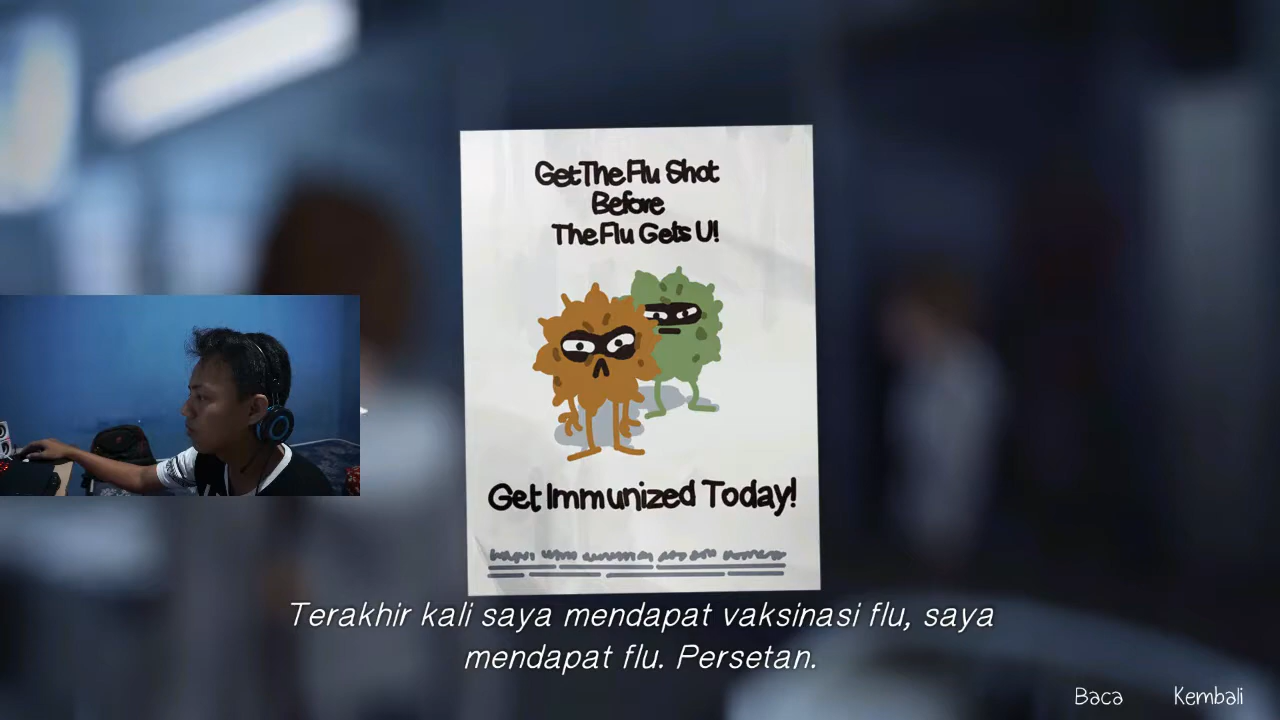 Get The Flu Shot
Before
The Flu Gets U!
Get Immunized Today!
Terakhir kali saya mendapat vaksinasi flu, saya
mendapat flu. Persetan.
Baca Kembali